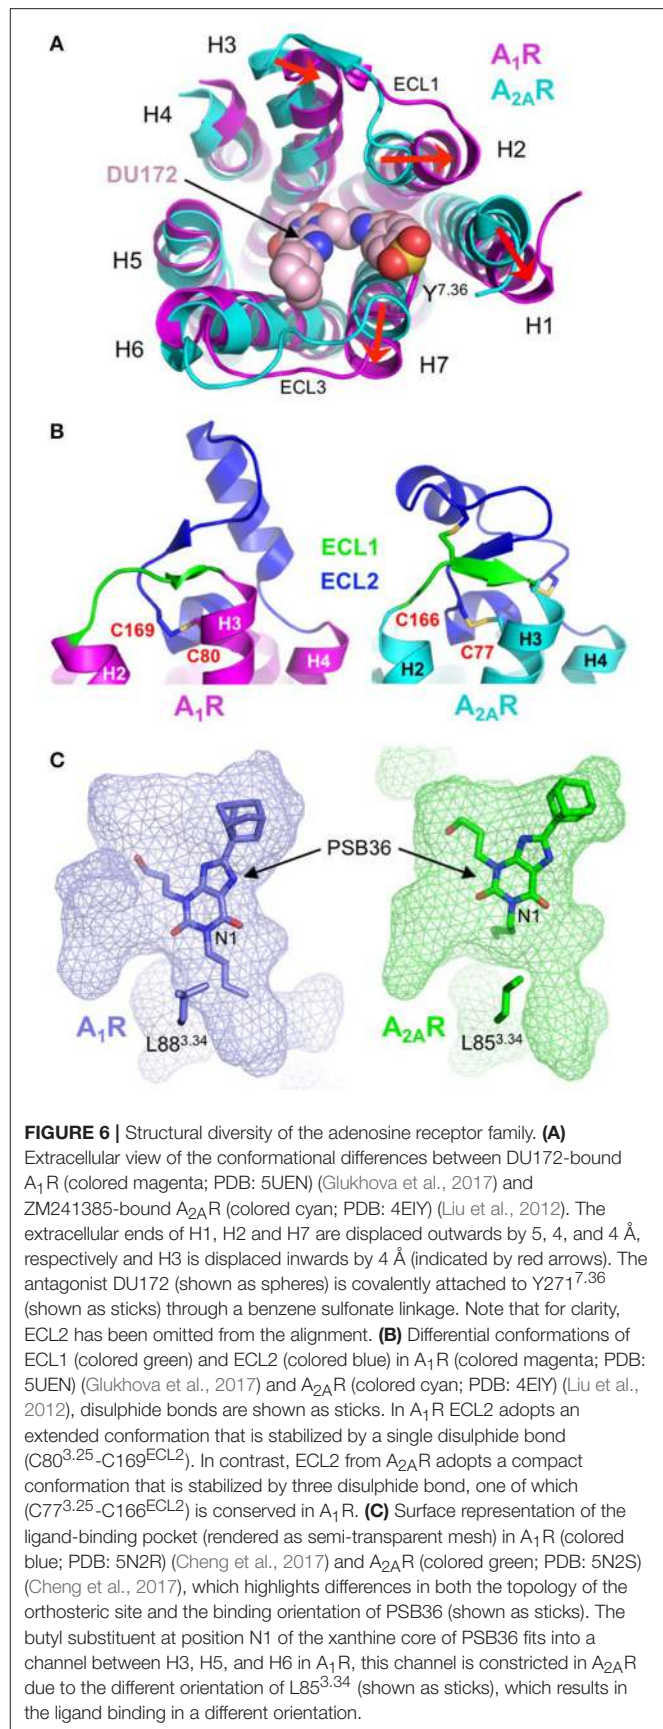 A
H3
A1R
A2AR
ECL1
H4
H2
DU172
H5
Y7.36
H1
H6
H7
ECL3
B
ECL1
ECL2
C169
H3
C166
H3
C80
C77
H2
H4
H2
H4
A1R
A2AR
C
PSB36
N1
N1
A1R
A2AR
L883.34
L853.34
FIGURE 6 | Structural diversity of the adenosine receptor family. (A)
Extracellular view of the conformational differences between DU172-bound
A1R (colored magenta; PDB: 5UEN) (Glukhova et al., 2017) and
ZM241385-bound A2AR (colored cyan; PDB: 4EIY) (Liu et al., 2012). The
extracellular ends of H1, H2 and H7 are displaced outwards by 5, 4, and 4 Å,
respectively and H3 is displaced inwards by 4 Å (indicated by red arrows). The
antagonist DU172 (shown as spheres) is covalently attached to Y2717.36
(shown as sticks) through a benzene sulfonate linkage. Note that for clarity,
ECL2 has been omitted from the alignment. (B) Differential conformations of
ECL1 (colored green) and ECL2 (colored blue) in A1R (colored magenta; PDB:
5UEN) (Glukhova et al., 2017) and A2AR (colored cyan; PDB: 4EIY) (Liu et al.,
2012), disulphide bonds are shown as sticks. In A1R ECL2 adopts an
extended conformation that is stabilized by a single disulphide bond
(C803.25-C169ECL2). In contrast, ECL2 from A2AR adopts a compact
conformation that is stabilized by three disulphide bond, one of which
(C773.25-C166ECL2) is conserved in A1R. (C) Surface representation of the
ligand-binding pocket (rendered as semi-transparent mesh) in A1R (colored
blue; PDB: 5N2R) (Cheng et al., 2017) and A2AR (colored green; PDB: 5N2S)
(Cheng et al., 2017), which highlights differences in both the topology of the
orthosteric site and the binding orientation of PSB36 (shown as sticks). The
butyl substituent at position N1 of the xanthine core of PSB36 fits into a
channel between H3, H5, and H6 in A1R, this channel is constricted in A2AR
due to the different orientation of L853.34 (shown as sticks), which results in
the ligand binding in a different orientation.